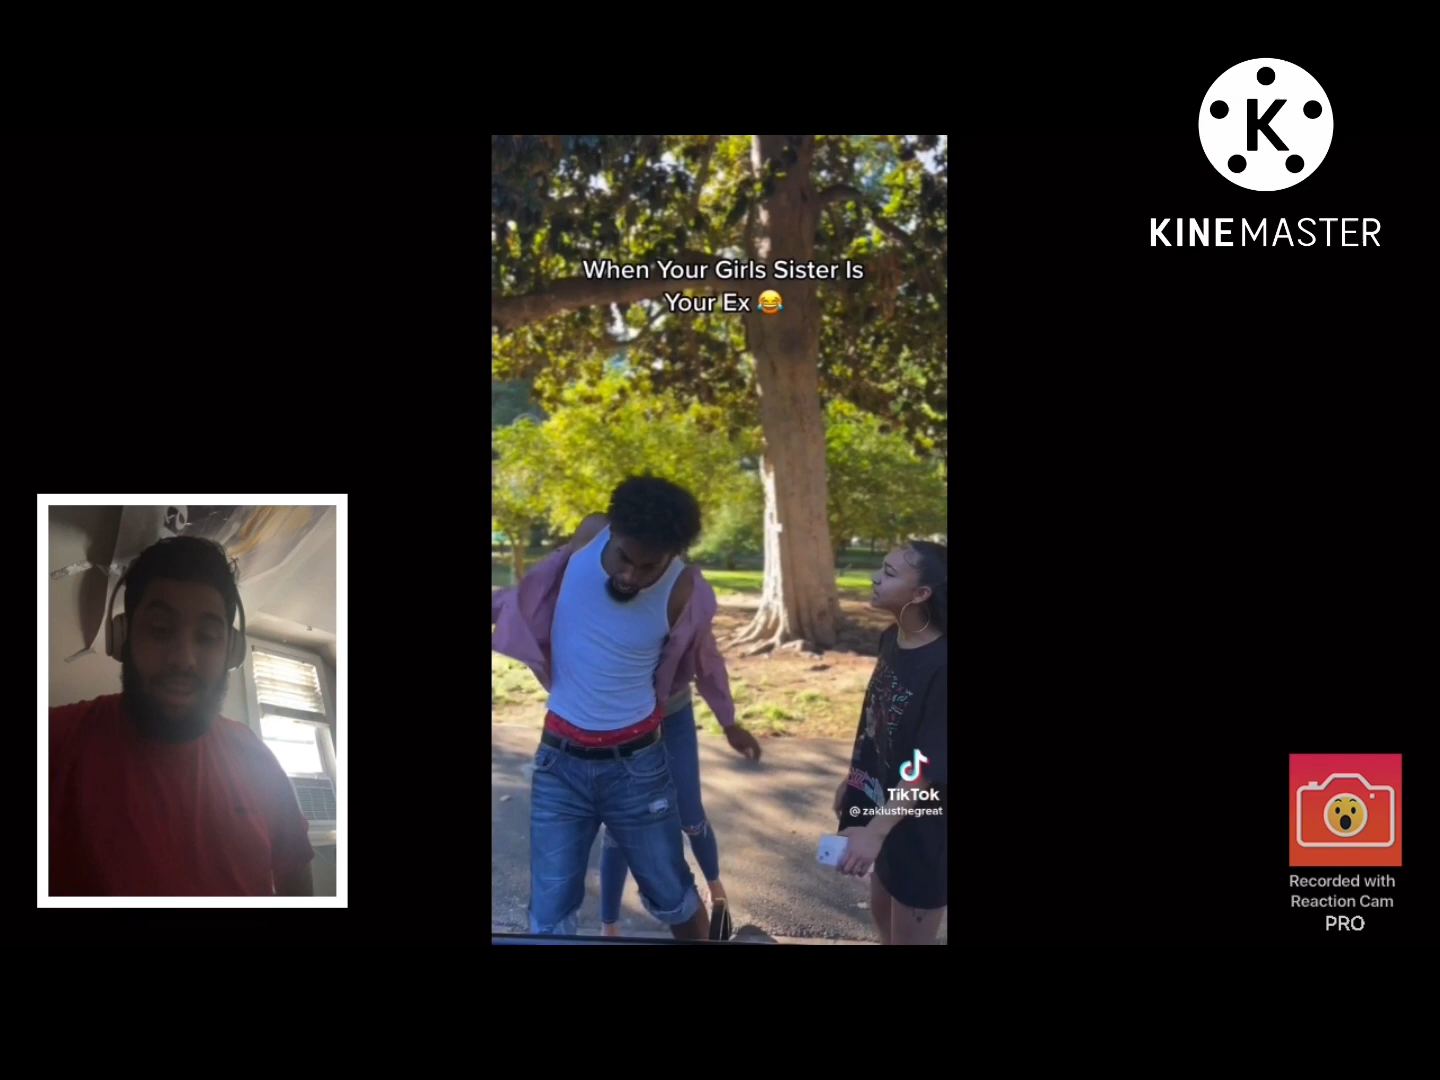 K
KINEMASTER
When Your Girls Sister Is
Your Ex 😂
TikTok
@zakiusthegreat
Recorded with
Reaction Cam
PRO